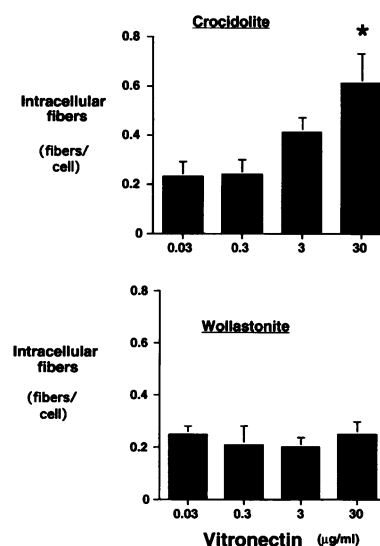 Crocidolite
*
0.8
Intracellular
fibers
0.6
(fibers/
cell)
0.4
0.2
0
0.03 0.3 3 30
Wollastonite
0.8
Intracellular
fibers
0.6
(fibers/
cell)
0.4
0.2
0
0.03 0.3 3 30
Vitronectin (µg/ml)